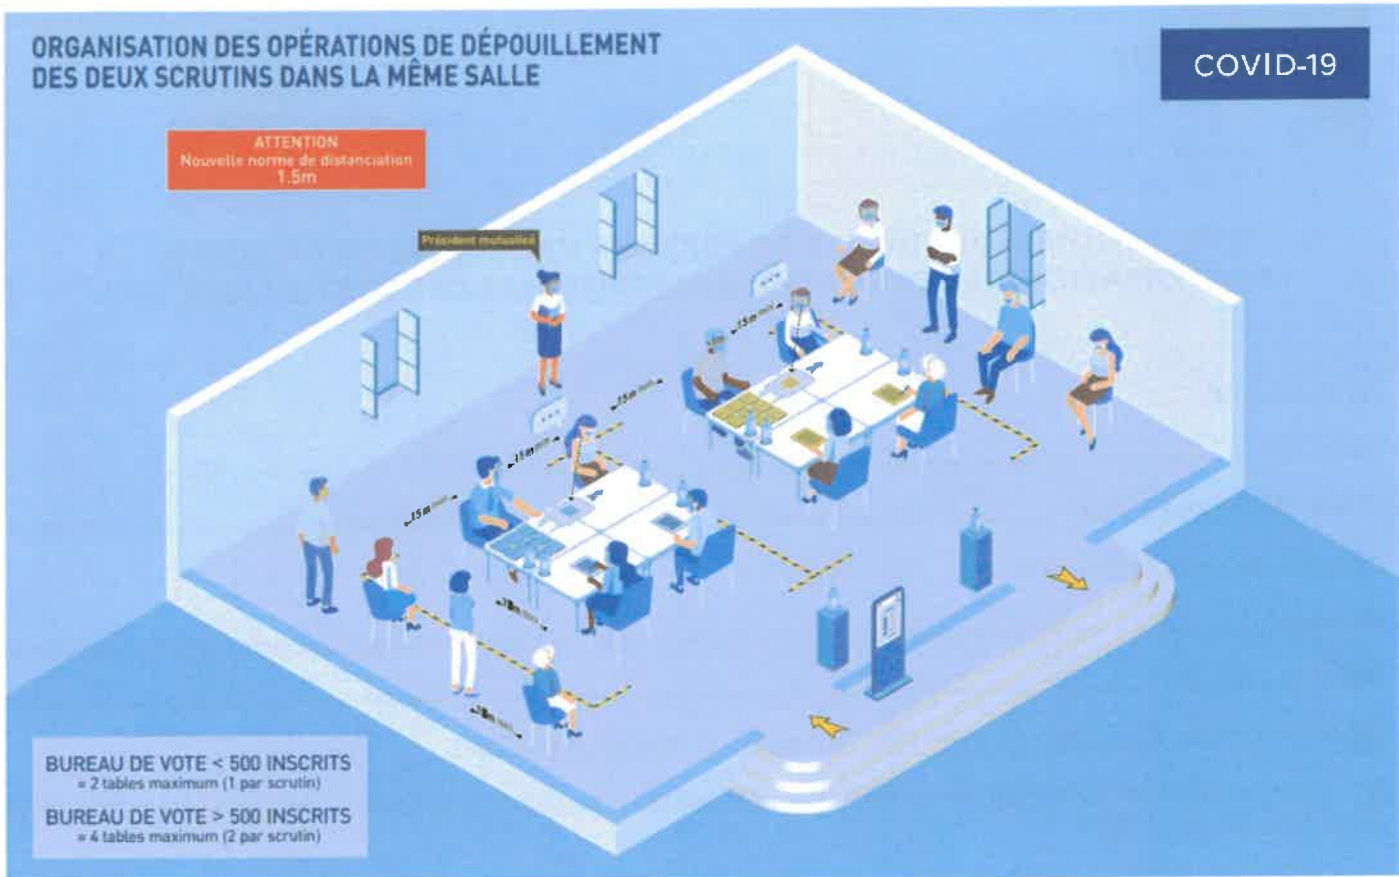 ORGANISATION DES OPÉRATIONS DE DÉPOUILLEMENT
DES DEUX SCRUTINS DANS LA MÊME SALLE
COVID-19
ATTENTION
Nouvelle norme de distanciation
1.5m
Président mutualisé
BUREAU DE VOTE < 500 INSCRITS
= 2 tables maximum (1 par scrutin)
BUREAU DE VOTE > 500 INSCRITS
= 4 tables maximum (2 par scrutin)